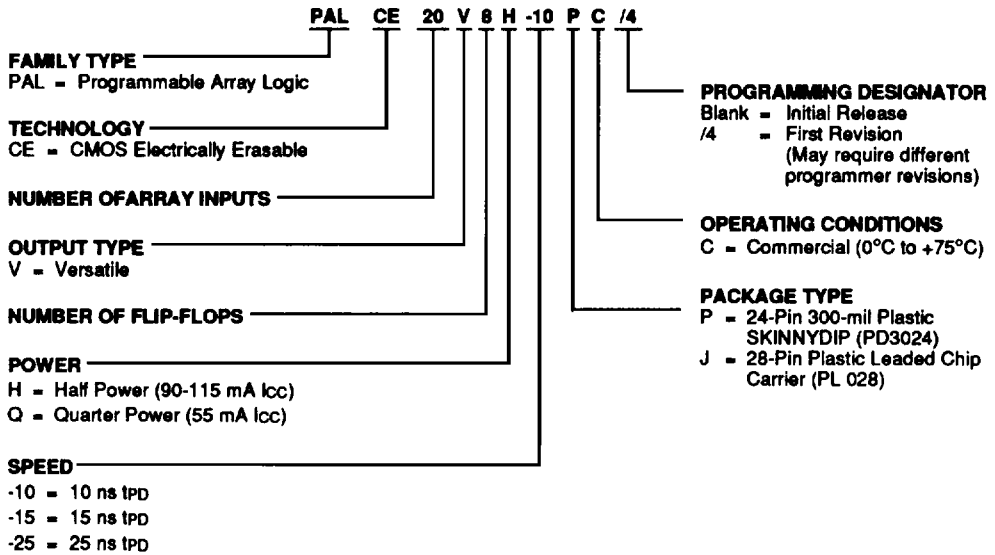 PAL CE 20 V 8 H -10 P C /4
FAMILY TYPE
PAL = Programmable Array Logic
TECHNOLOGY
CE = CMOS Electrically Erasable
NUMBER OFARRAY INPUTS
OUTPUT TYPE
V = Versatile
NUMBER OF FLIP-FLOPS
POWER
H = Half Power (90-115 mA ICC)
Q = Quarter Power (55 mA ICC)
SPEED
-10 = 10 ns tPD
-15 = 15 ns tPD
-25 = 25 ns tPD
PROGRAMMING DESIGNATOR
Blank = Initial Release
/4 = First Revision
(May require different
programmer revisions)
OPERATING CONDITIONS
C = Commercial (0°C to +75°C)
PACKAGE TYPE
P = 24-Pin 300-mil Plastic
SKINNYDIP (PD3024)
J = 28-Pin Plastic Leaded Chip
Carrier (PL 028)